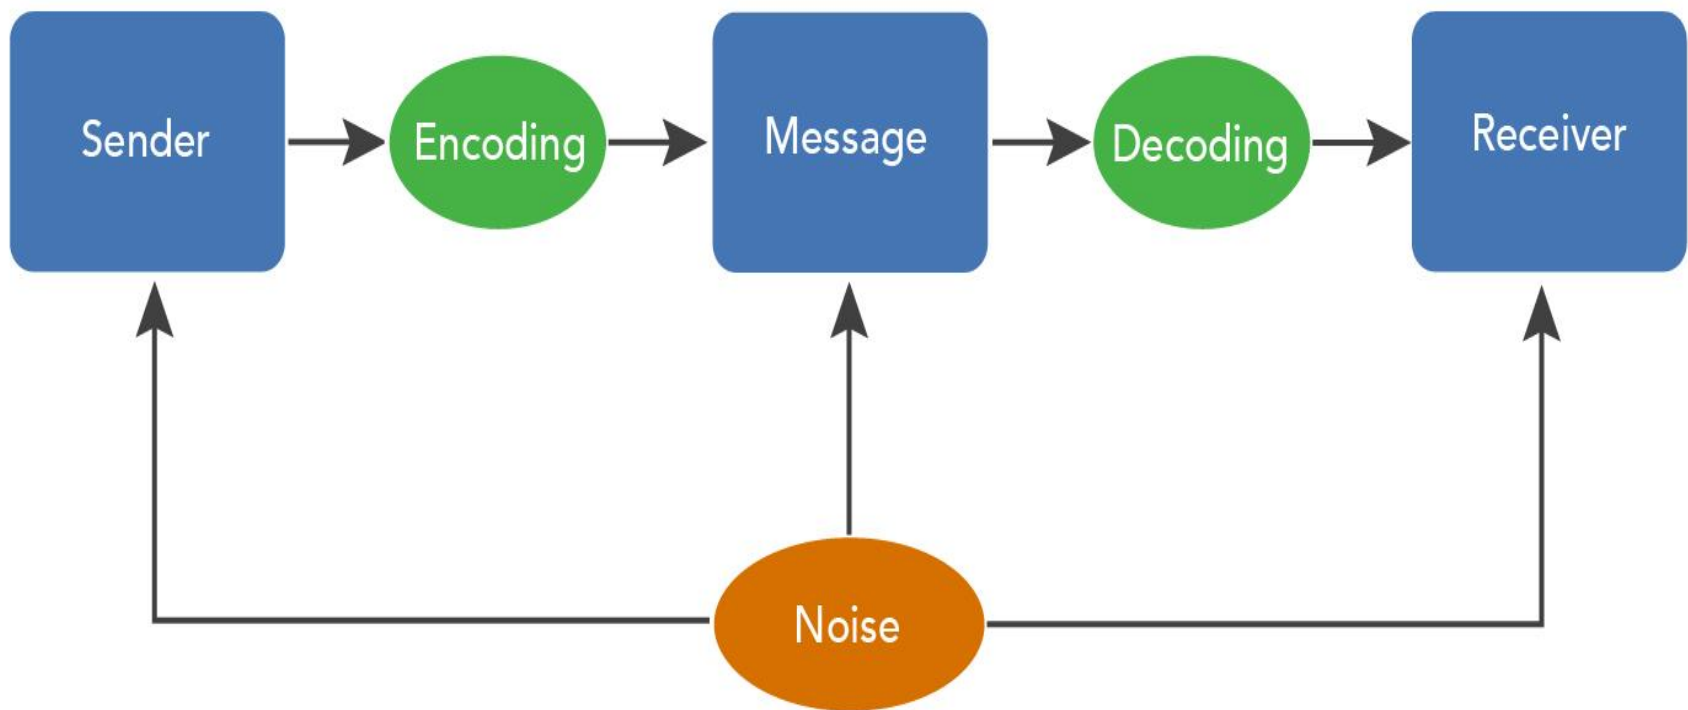 Sender
Encoding
Message
Decoding
Receiver
Noise